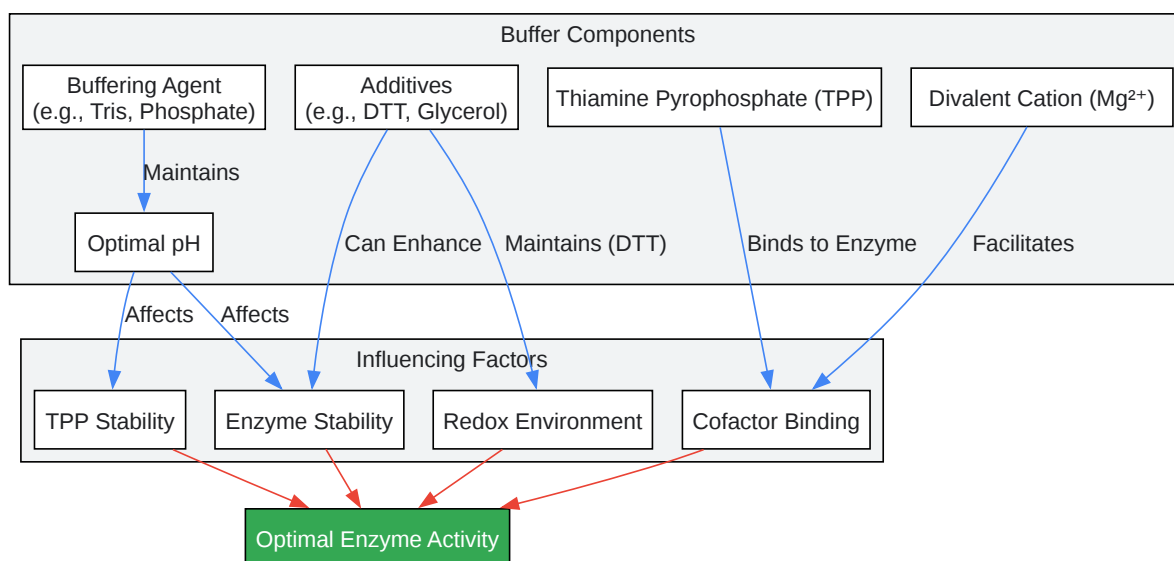 Buffer Components
Buffering Agent
(e.g., Tris, Phosphate)
Additives
(e.g., DTT, Glycerol)
Thiamine Pyrophosphate (TPP)
Divalent Cation (Mg²⁺)
Maintains
Optimal pH
Can Enhance
Maintains (DTT)
Binds to Enzyme
Facilitates
Affects
Affects
Influencing Factors
TPP Stability
Enzyme Stability
Redox Environment
Cofactor Binding
Optimal Enzyme Activity